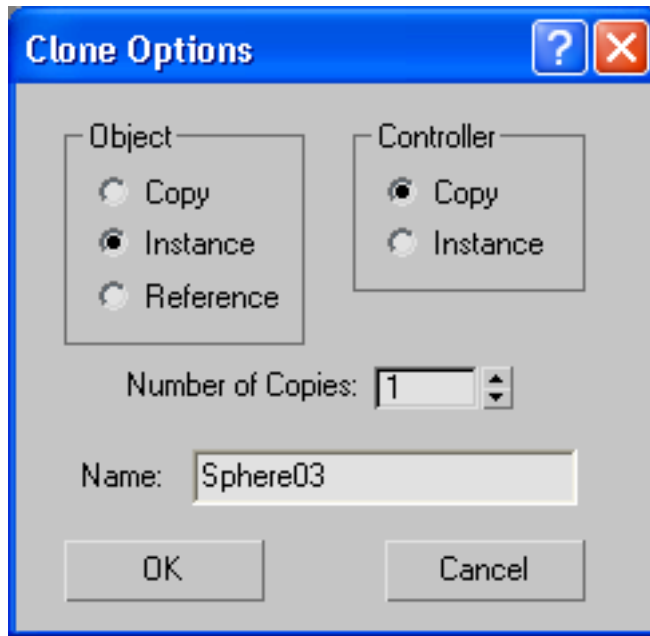 Clone Options
Object
Copy
Instance
Reference
Controller
Copy
Instance
Number of Copies: 1
Name: Sphere03
OK Cancel